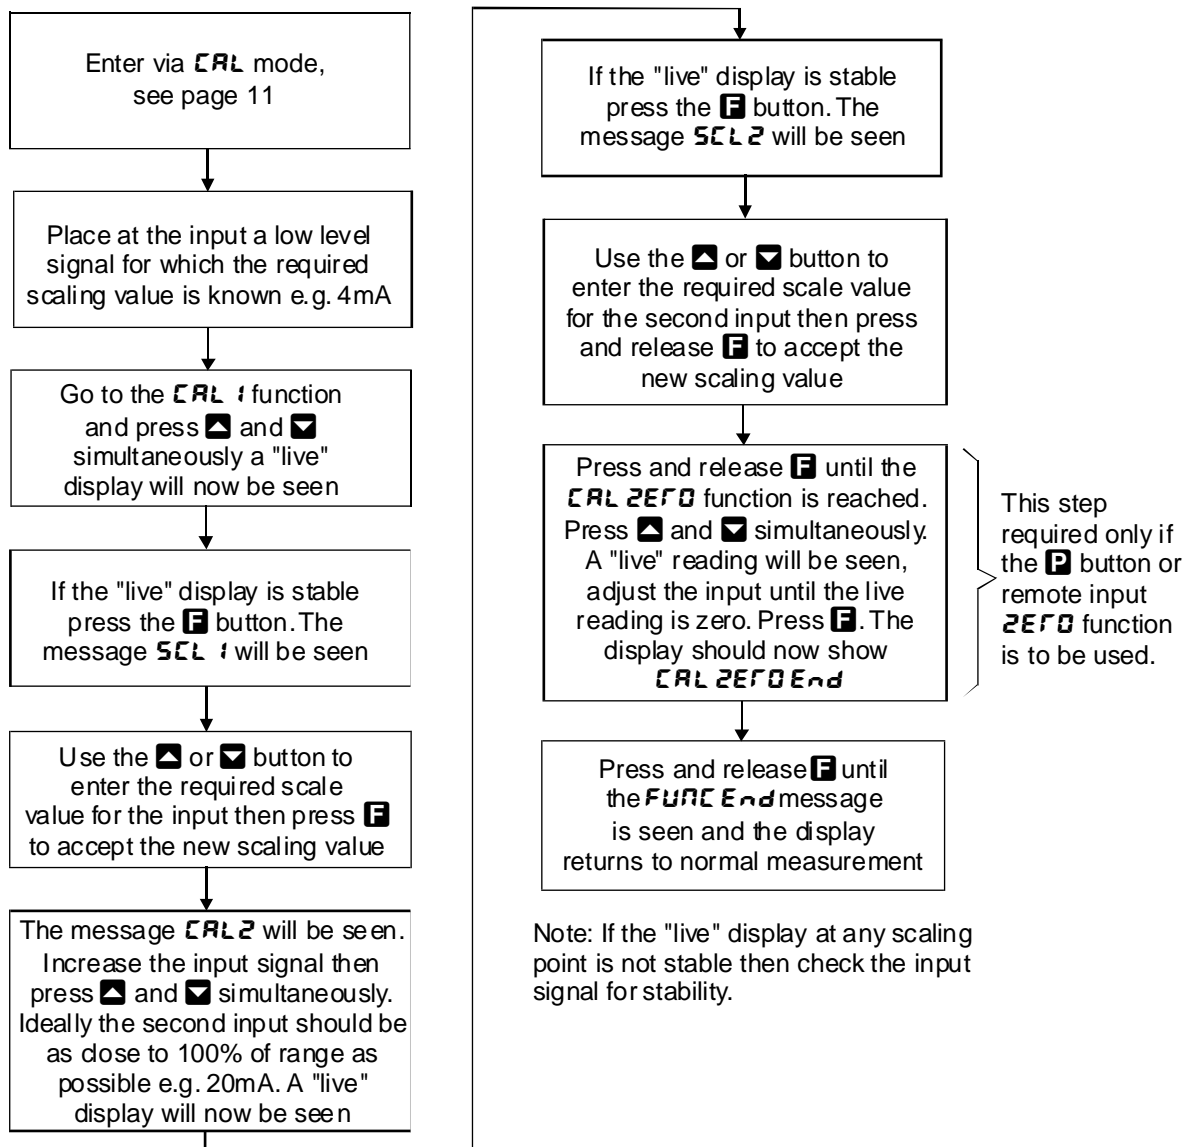 Enter via CAL mode,
see page 11
Place at the input a low level
signal for which the required
scaling value is known e.g. 4mA
Go to the CAL 1 function
and press ▲ and ▼
simultaneously a "live"
display will now be seen
If the "live" display is stable
press the F button. The
message SCL 1 will be seen
Use the ▲ or ▼ button to
enter the required scale
value for the input then press F
to accept the new scaling value
The message CAL2 will be seen.
Increase the input signal then
press ▲ and ▼ simultaneously.
Ideally the second input should be
as close to 100% of range as
possible e.g. 20mA. A "live"
display will now be seen
If the "live" display is stable
press the F button. The
message SCL2 will be seen
Use the ▲ or ▼ button to
enter the required scale value
for the second input then press
and release F to accept the
new scaling value
Press and release F until the
CAL ZERO function is reached.
Press ▲ and ▼ simultaneously.
A "live" reading will be seen,
adjust the input until the live
reading is zero. Press F. The
display should now show
CAL ZERO End
This step
required only if
the P button or
remote input
ZERO function
is to be used.
Press and release F until
the FUNC End message
is seen and the display
returns to normal measurement
Note: If the "live" display at any scaling
point is not stable then check the input
signal for stability.